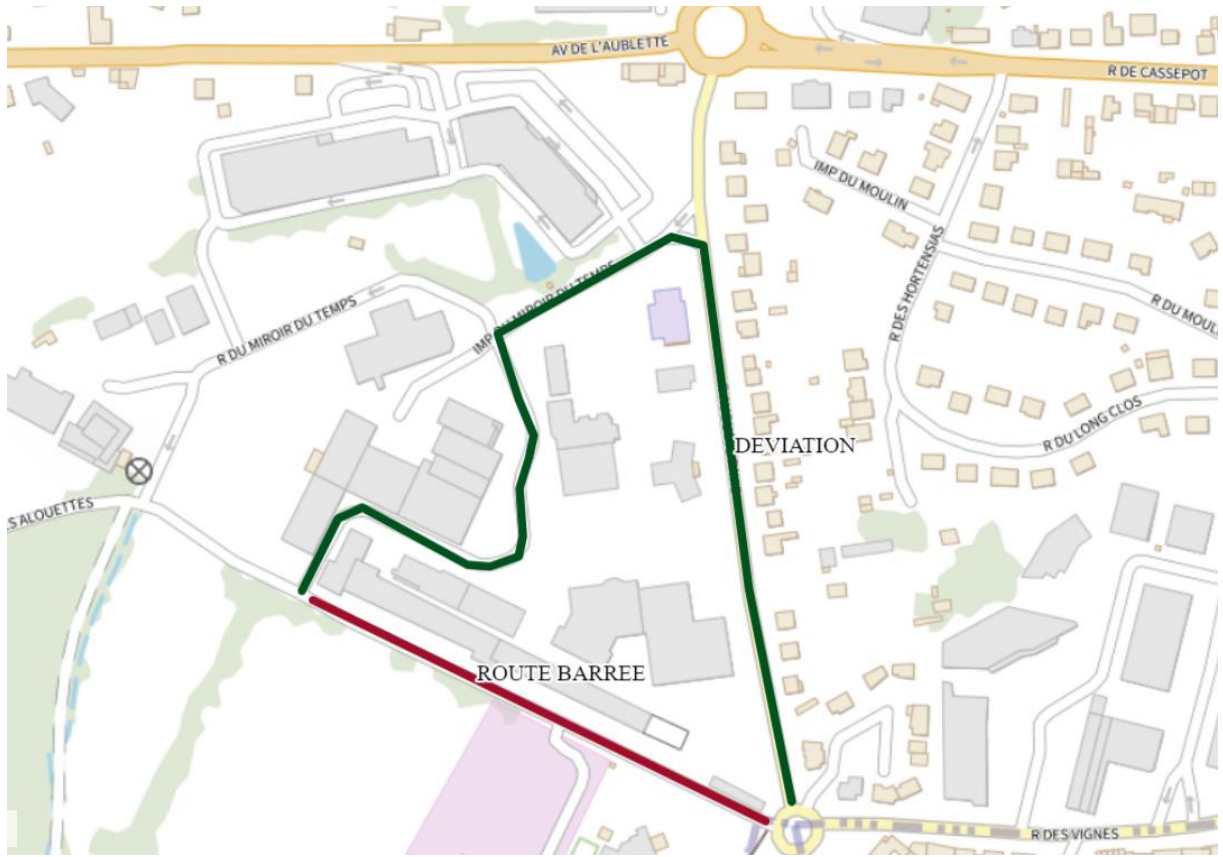 AV DE L'AUBLETTE
R DE CASSEPOT
IMP DU MOULIN
R DES HORTENSIAS
IMP DU MIROIR DU TEMPS
R DU MIROIR DU TEMPS
R DU MOUL
R DU LONG CLOS
DEVIATION
S ALOUETTES
ROUTE BARREE
R DES VIGNES